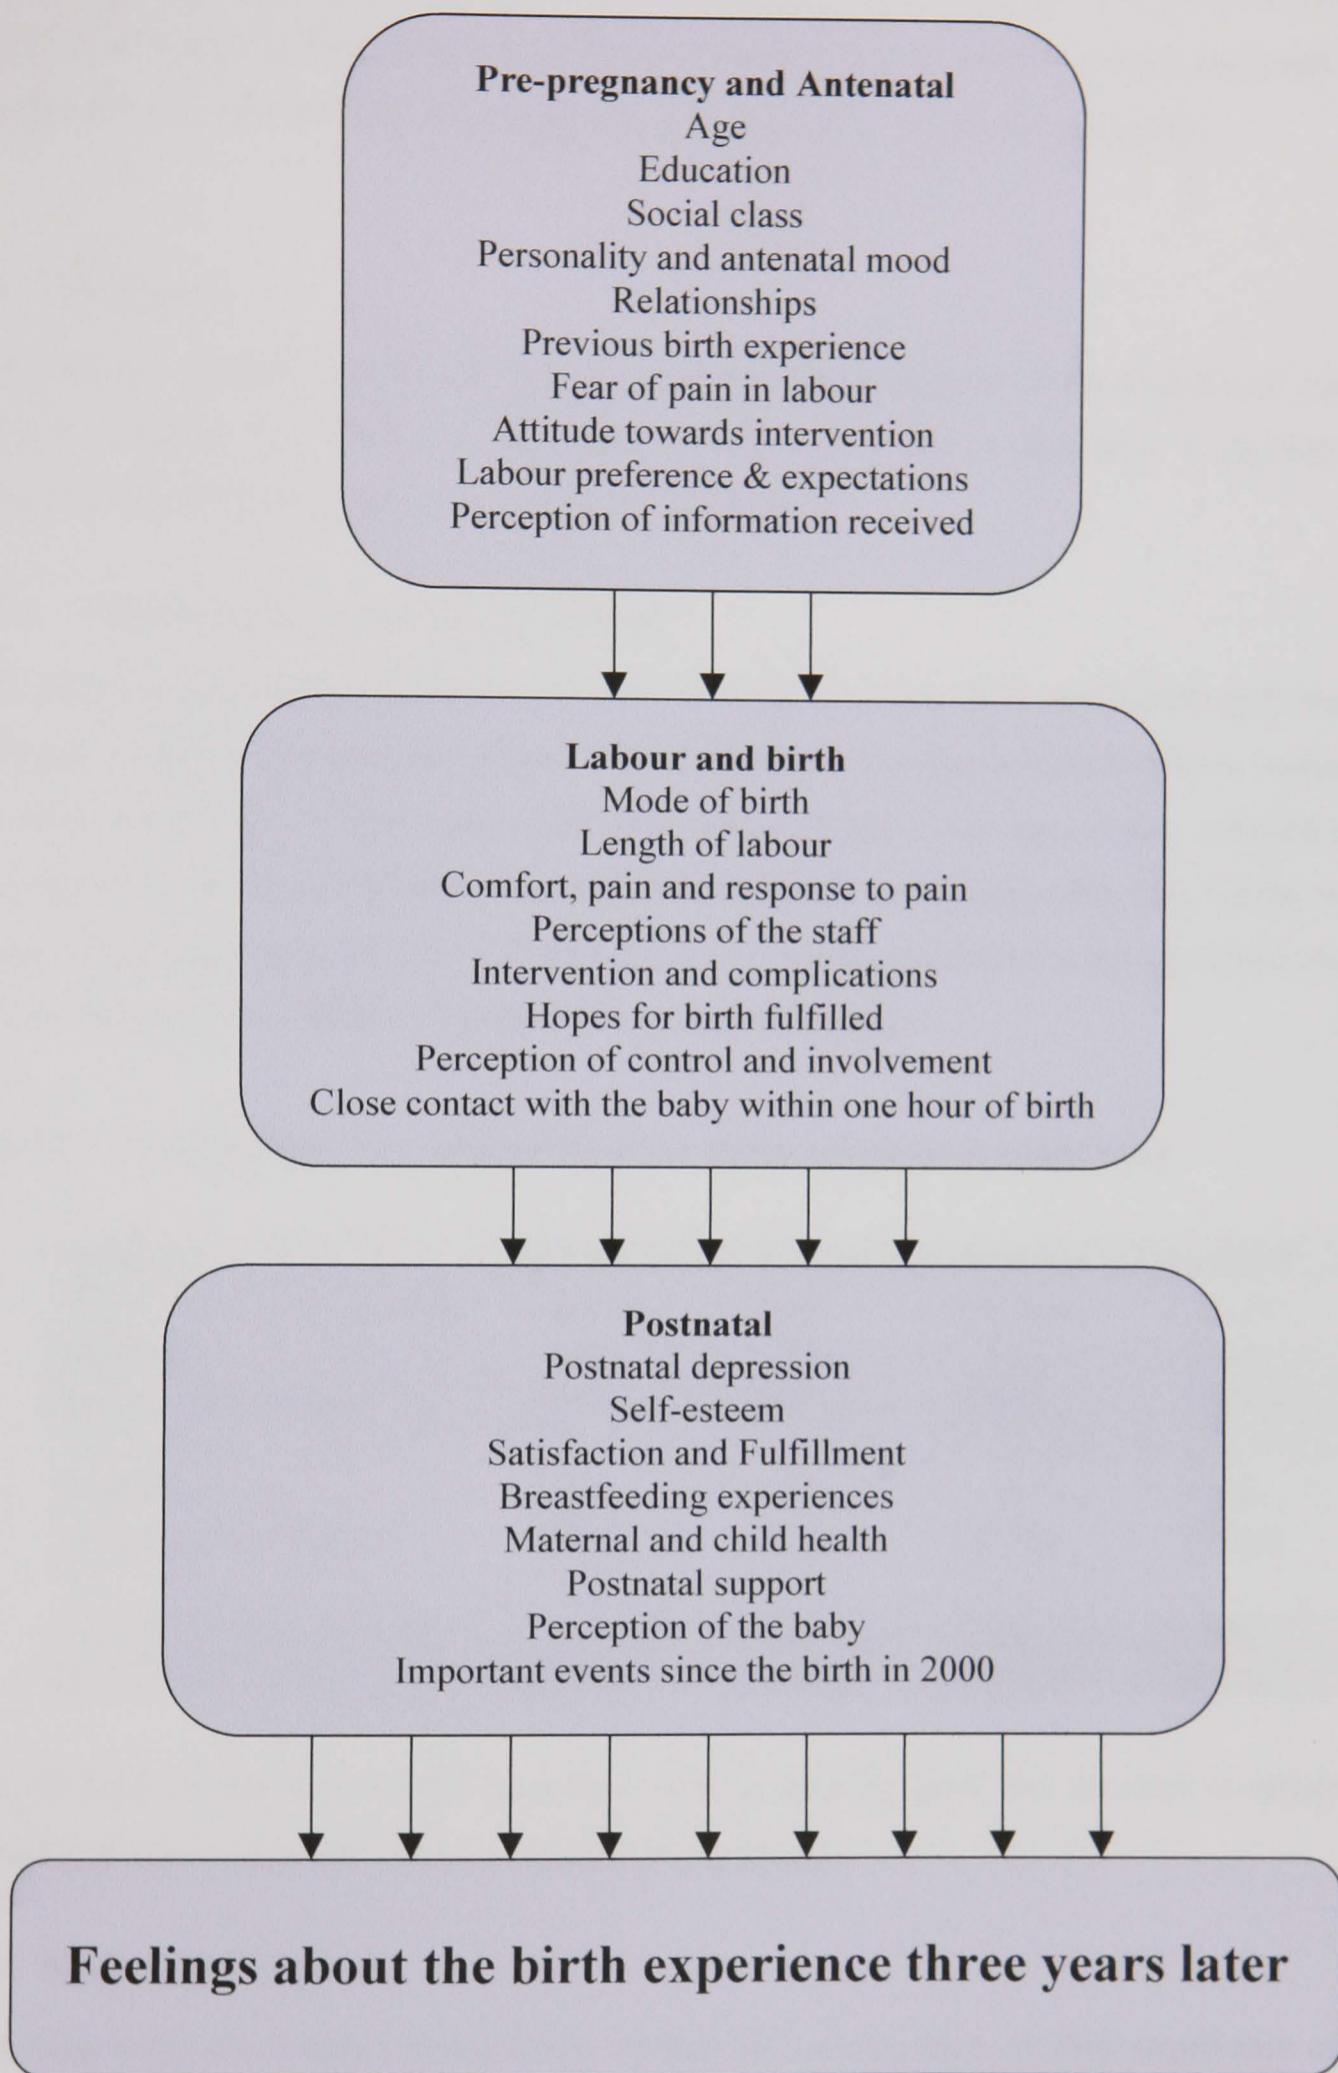 Pre-pregnancy and Antenatal
Age
Education
Social class
Personality and antenatal mood
Relationships
Previous birth experience
Fear of pain in labour
Attitude towards intervention
Labour preference & expectations
Perception of information received
Labour and birth
Mode of birth
Length of labour
Comfort, pain and response to pain
Perceptions of the staff
Intervention and complications
Hopes for birth fulfilled
Perception of control and involvement
Close contact with the baby within one hour of birth
Postnatal
Postnatal depression
Self-esteem
Satisfaction and Fulfillment
Breastfeeding experiences
Maternal and child health
Postnatal support
Perception of the baby
Important events since the birth in 2000
Feelings about the birth experience three years later